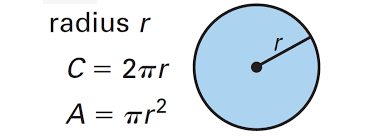 radius r
C = 2πr
A = πr²
r